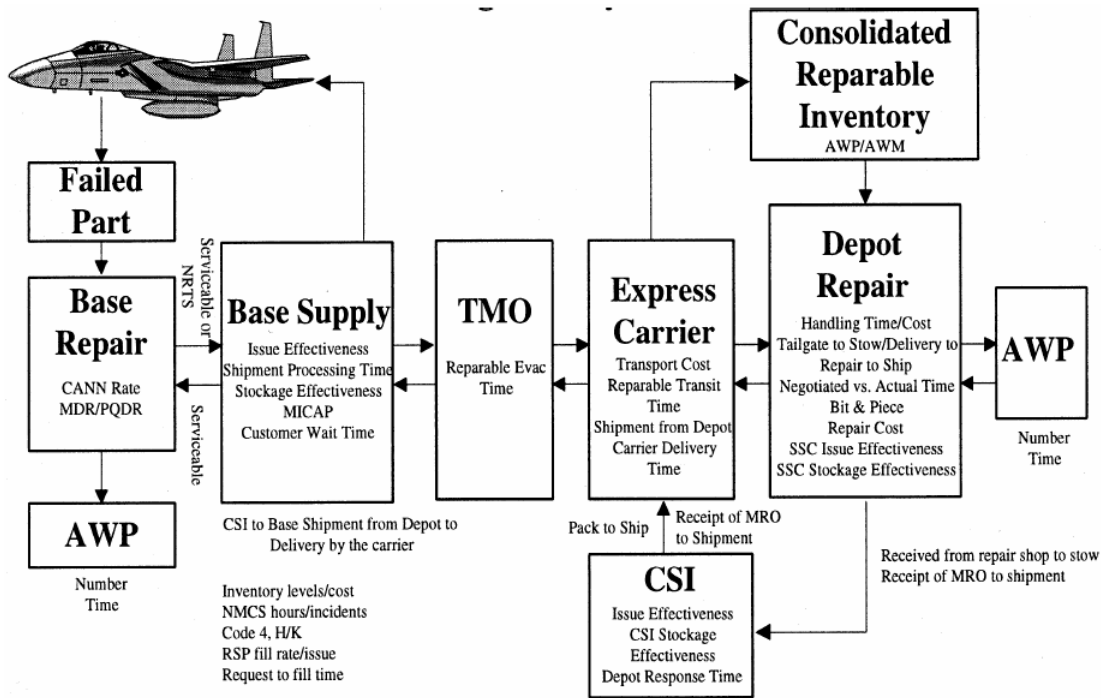 Consolidated
Reparable
Inventory
AWP/AWM
Failed
Part
Base
Repair
CANN Rate
MDR/PQDR
AWP
Number
Time
Serviceable or
NRTS
Serviceable
Base Supply
Issue Effectiveness
Shipment Processing Time
Stockage Effectiveness
MICAP
Customer Wait Time
CSI to Base Shipment from Depot to
Delivery by the carrier
Inventory levels/cost
NMCS hours/incidents
Code 4, H/K
RSP fill rate/issue
Request to fill time
TMO
Reparable Evac
Time
Express
Carrier
Transport Cost
Reparable Transit
Time
Shipment from Depot
Carrier Delivery
Time
Pack to Ship
Receipt of MRO
to Shipment
CSI
Issue Effectiveness
CSI Stockage
Effectiveness
Depot Response Time
Depot
Repair
Handling Time/Cost
Tailgate to Stow/Delivery to
Repair to Ship
Negotiated vs. Actual Time
Bit & Piece
Repair Cost
SSC Issue Effectiveness
SSC Stockage Effectiveness
Received from repair shop to stow
Receipt of MRO to shipment
AWP
Number
Time